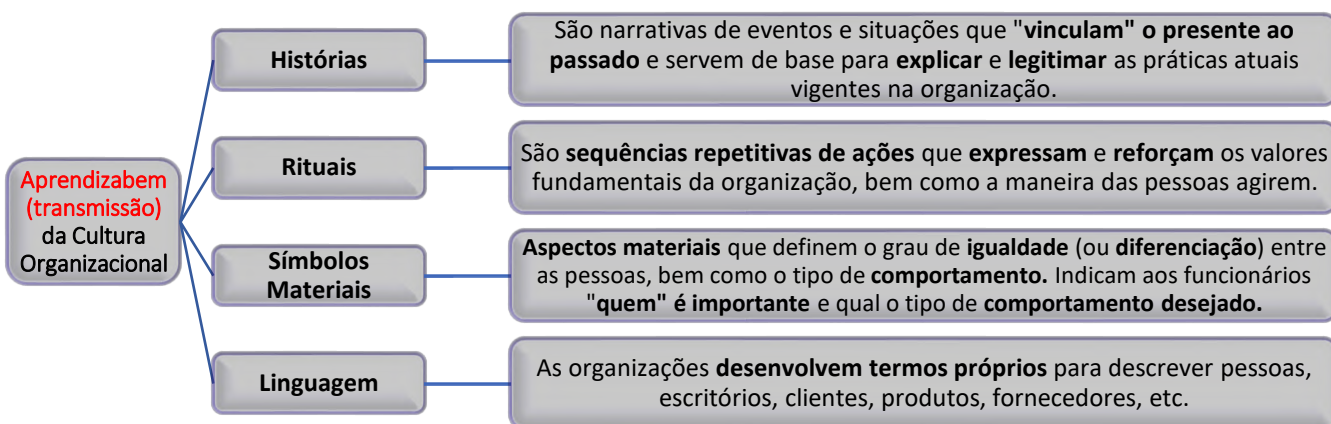 Aprendizabem
(transmissão)
da Cultura
Organizacional
Histórias
São narrativas de eventos e situações que "vinculam" o presente ao
passado e servem de base para explicar e legitimar as práticas atuais
vigentes na organização.
Rituais
São sequências repetitivas de ações que expressam e reforçam os valores
fundamentais da organização, bem como a maneira das pessoas agirem.
Símbolos
Materiais
Aspectos materiais que definem o grau de igualdade (ou diferenciação) entre
as pessoas, bem como o tipo de comportamento. Indicam aos funcionários
"quem" é importante e qual o tipo de comportamento desejado.
Linguagem
As organizações desenvolvem termos próprios para descrever pessoas,
escritórios, clientes, produtos, fornecedores, etc.